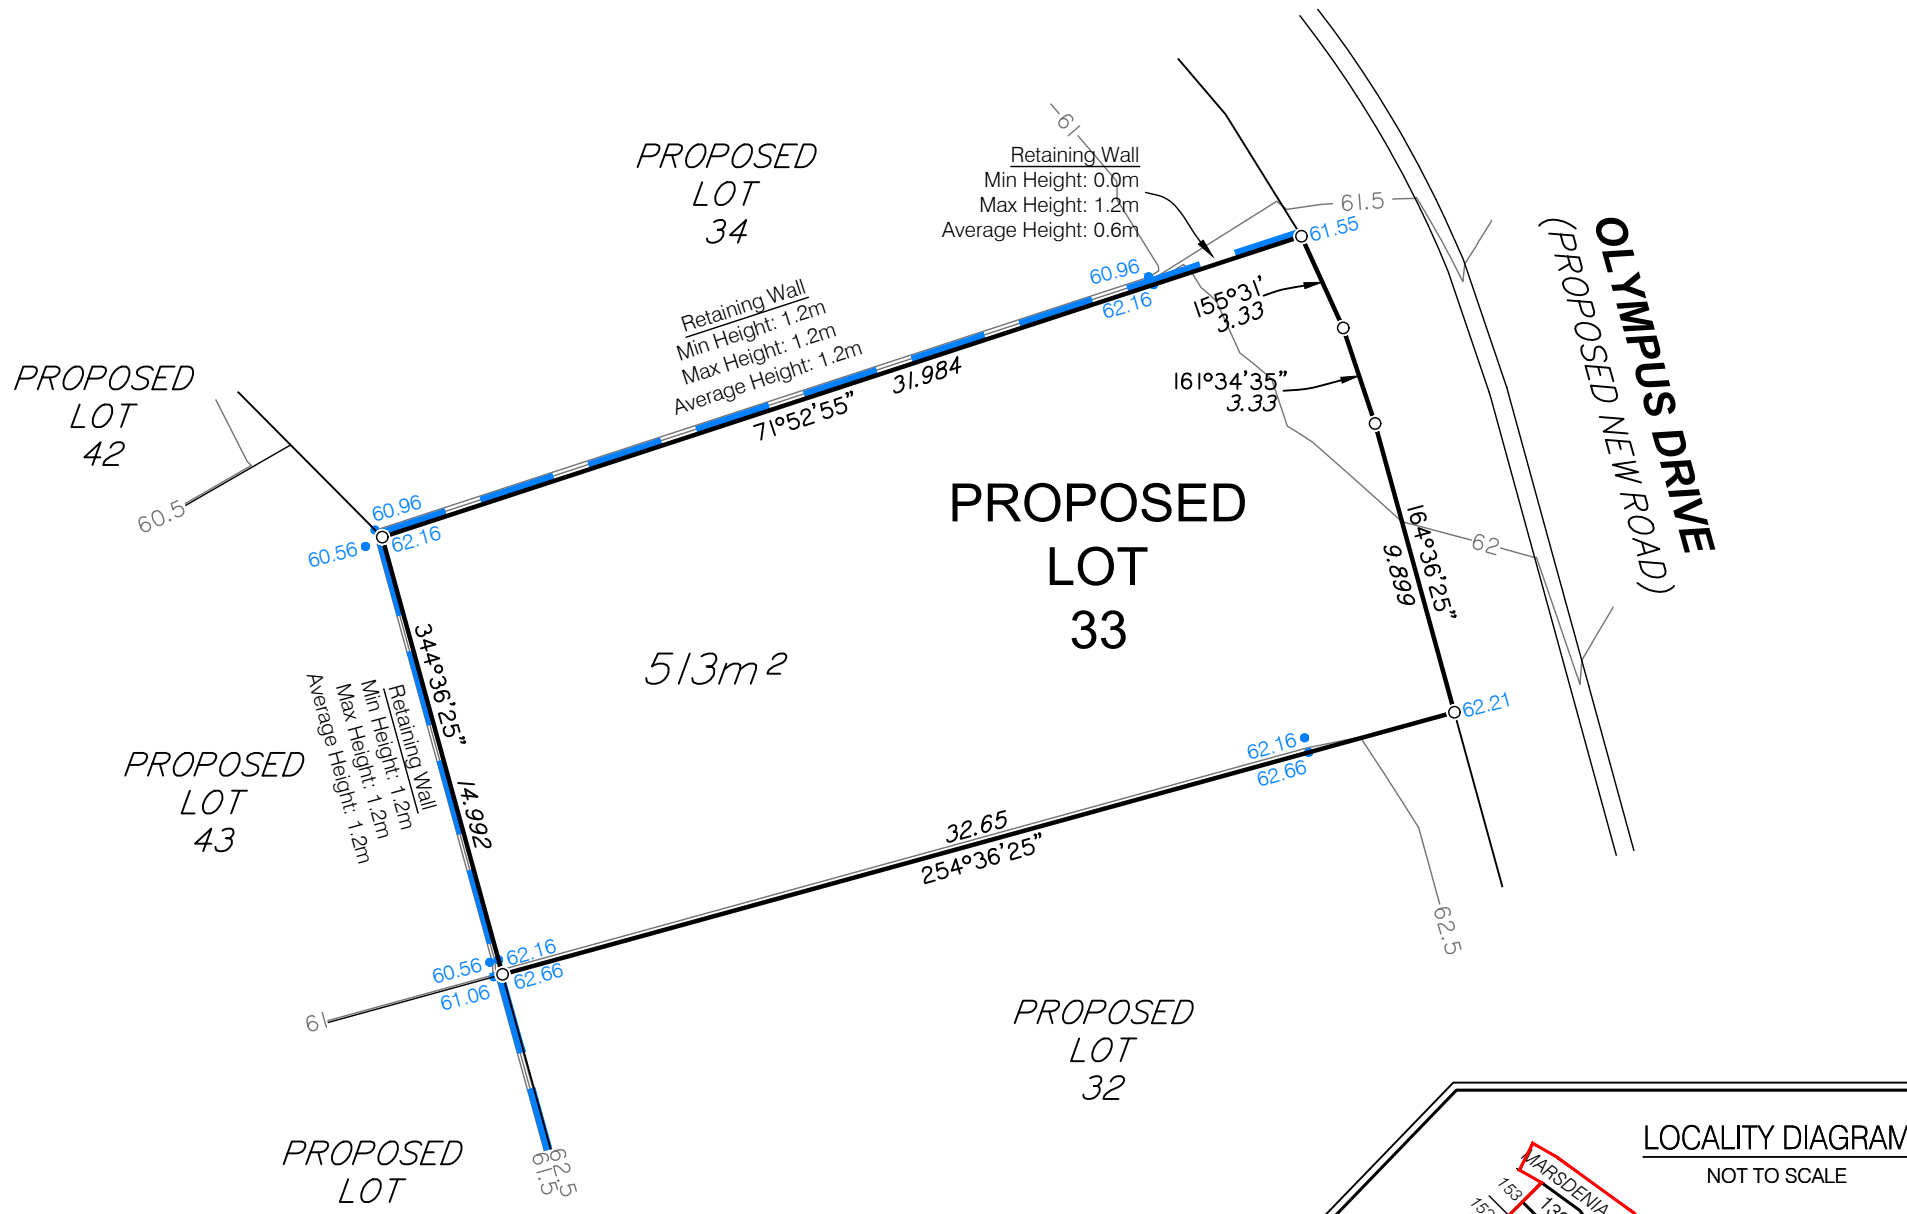 61
PROPOSED
LOT
34
Retaining Wall
Min Height: 0.0m
Max Height: 1.2m
Average Height: 0.6m
61.5
61.55
OLYMPUS DRIVE
(PROPOSED NEW ROAD)
60.96
62.16
155°31'
3.33
161°34'35"
3.33
Retaining Wall
Min Height: 1.2m
Max Height: 1.2m
Average Height: 1.2m
31.984
71°52'55"
PROPOSED
LOT
42
60.5
60.96
62.16
60.56
PROPOSED
LOT
33
164°36'25"
9.899
62
513m²
344°36'25"
14.992
Retaining Wall
Min Height: 1.2m
Max Height: 1.2m
Average Height: 1.2m
PROPOSED
LOT
43
62.21
62.16
62.66
32.65
254°36'25"
62.5
60.56
62.16
61.06
62.66
61
PROPOSED
LOT
32
PROPOSED
LOT
61.5
62.5
LOCALITY DIAGRAM
NOT TO SCALE
MARSDENIA
153